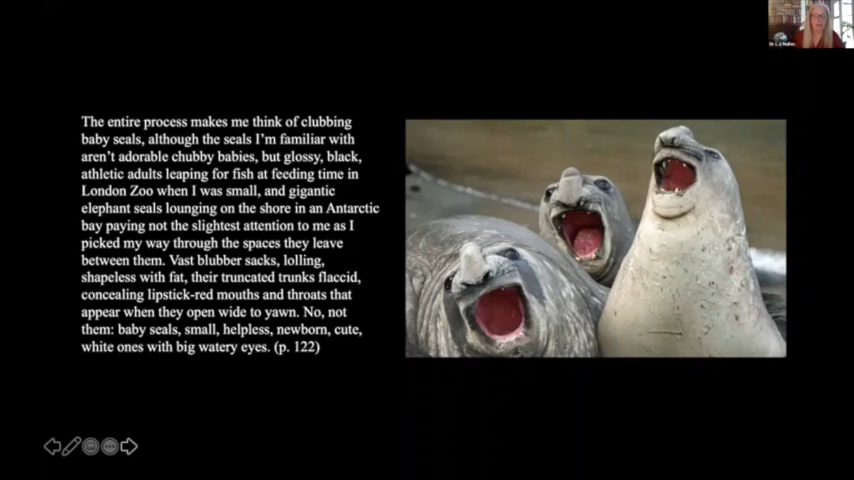 The entire process makes me think of clubbing
baby seals, although the seals I'm familiar with
aren't adorable chubby babies, but glossy, black,
athletic adults leaping for fish at feeding time in
London Zoo when I was small, and gigantic
elephant seals lounging on the shore in an Antarctic
bay paying not the slightest attention to me as I
picked my way through the spaces they leave
between them. Vast blubber sacks, lolling,
shapeless with fat, their truncated trunks flaccid,
concealing lipstick-red mouths and throats that
appear when they open wide to yawn. No, not
them: baby seals, small, helpless, newborn, cute,
white ones with big watery eyes. (p. 122)